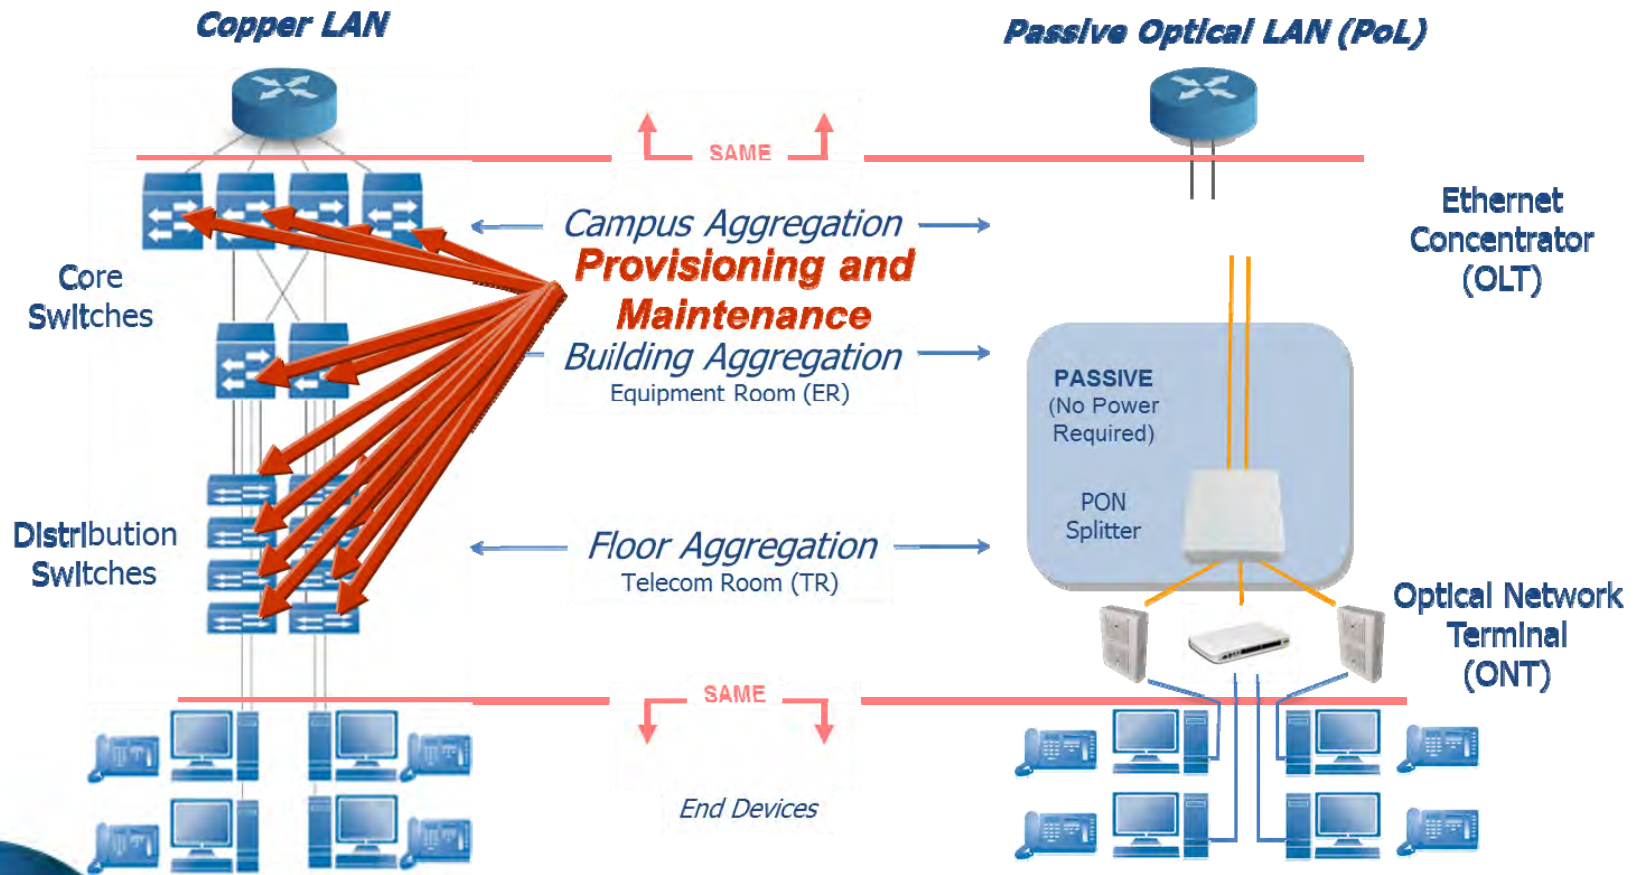 Copper LAN
Passive Optical LAN (PoL)
SAME
Campus Aggregation
Provisioning and
Maintenance
Building Aggregation
Equipment Room (ER)
Core
Switches
Ethernet
Concentrator
(OLT)
PASSIVE
(No Power
Required)
PON
Splitter
Distribution
Switches
Floor Aggregation
Telecom Room (TR)
Optical Network
Terminal
(ONT)
SAME
End Devices